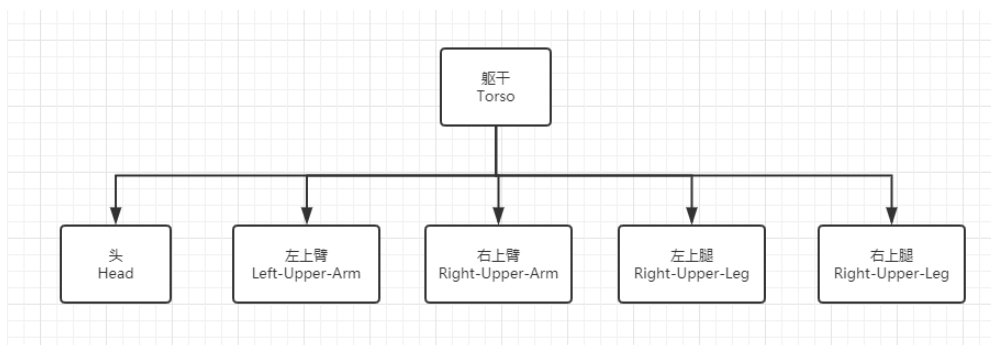 躯干
Torso
头
Head
左上臂
Left-Upper-Arm
右上臂
Right-Upper-Arm
左上腿
Right-Upper-Leg
右上腿
Right-Upper-Leg